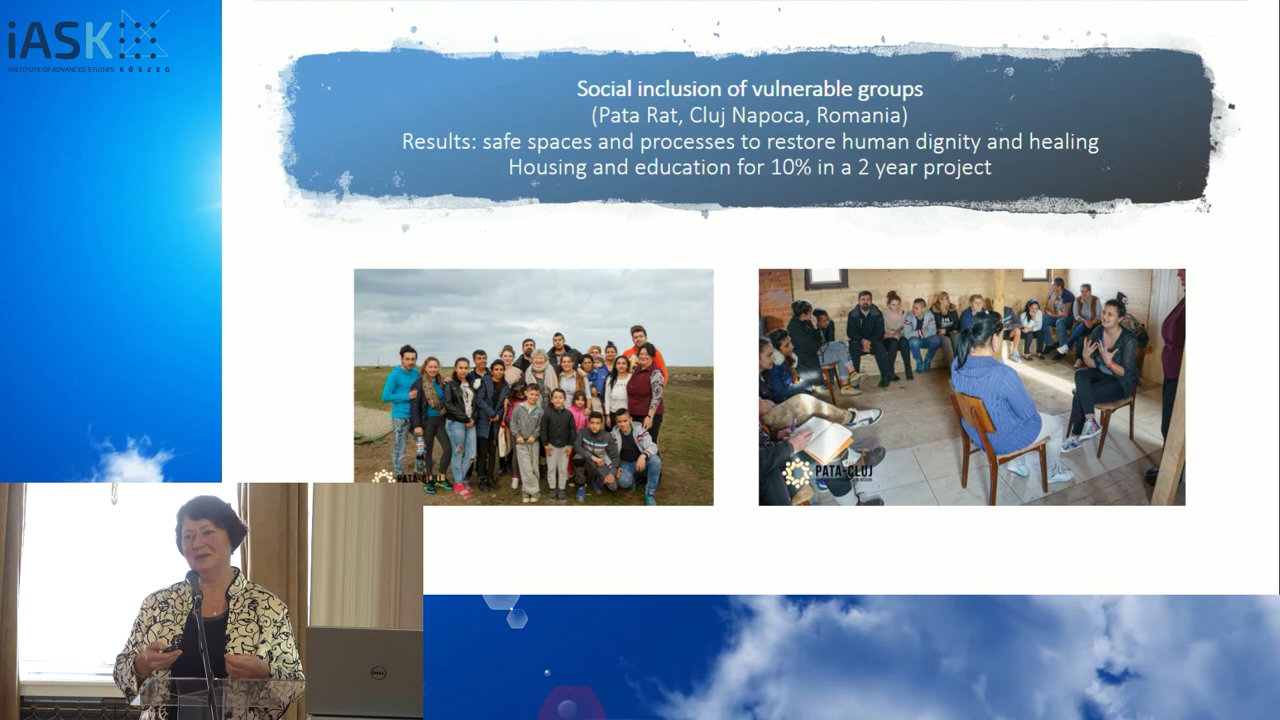 iASK
INSTITUTE OF ADVANCED STUDIES KŐSZEG
Social inclusion of vulnerable groups
(Pata Rat, Cluj Napoca, Romania)
Results: safe spaces and processes to restore human dignity and healing
Housing and education for 10% in a 2 year project
PATA-CLUJ
PATA-CLUJ
DELL